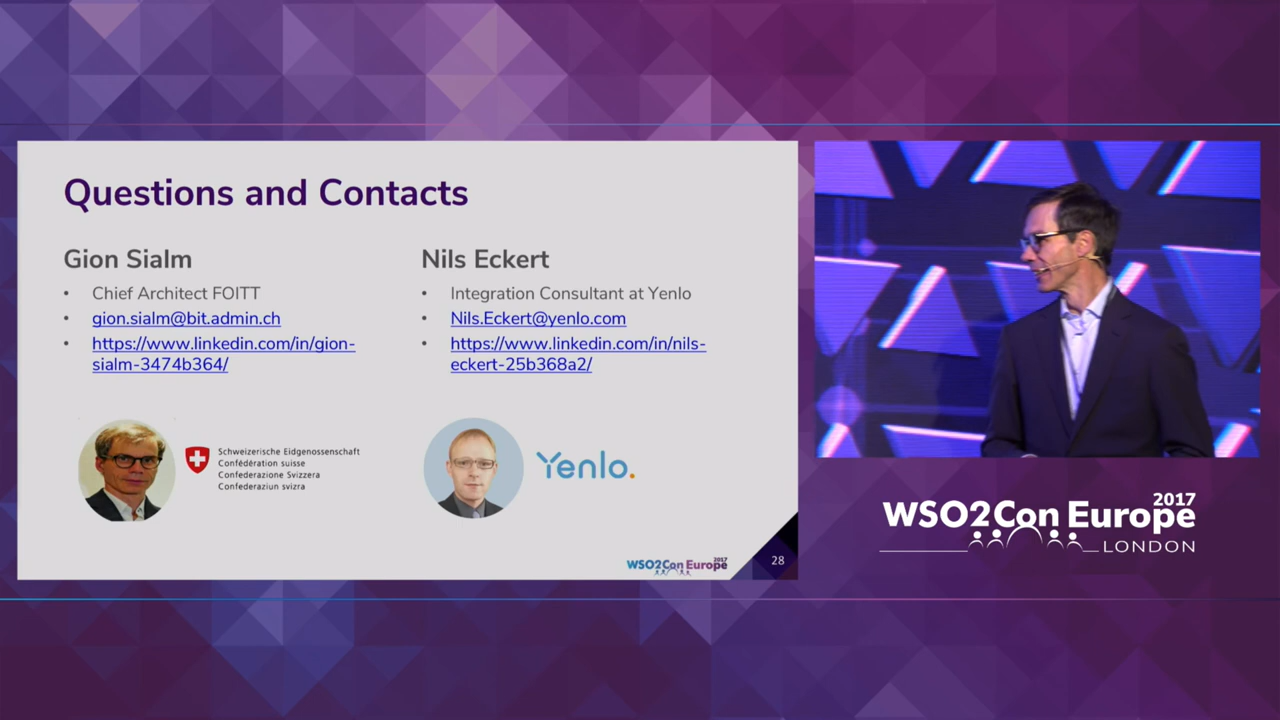 Questions and Contacts
Gion Sialm
• Chief Architect FOITT
• gion.sialm@bit.admin.ch
• https://www.linkedin.com/in/gion-
sialm-3474b364/
Schweizerische Eidgenossenschaft
Confédération suisse
Confederazione Svizzera
Confederaziun svizra
Nils Eckert
• Integration Consultant at Yenlo
• Nils.Eckert@yenlo.com
• https://www.linkedin.com/in/nils-
eckert-25b368a2/
Yenlo.
WSO2Con Europe 2017
28
WSO2Con Europe 2017
LONDON